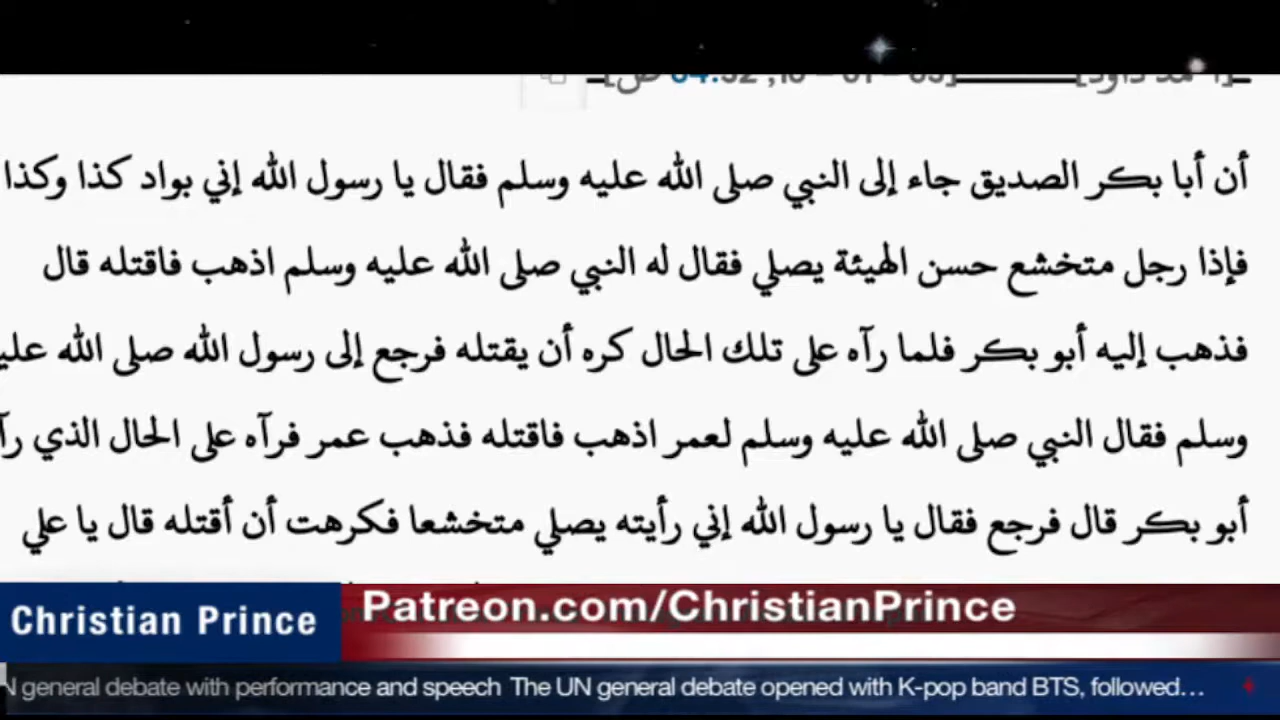 أن أبا بكر الصديق جاء إلى النبي صلى الله عليه وسلم فقال يا رسول الله إني بواد كذا وكذا
فإذا رجل متخشع حسن الهيئة يصلي فقال له النبي صلى الله عليه وسلم اذهب فاقتله قال
فذهب إليه أبو بكر فلما رآه على تلك الحال كره أن يقتله فرجع إلى رسول الله صلى الله
وسلم فقال النبي صلى الله عليه وسلم لعمر اذهب فاقتله فذهب عمر فرآه على الحال الذي
أبو بكر قال فرجع فقال يا رسول الله إني رأيته يصلي متخشعا فكرهت أن أقتله قال يا علي
Christian Prince
Patreon.com/ChristianPrince
general debate with performance and speech The UN general debate opened with K-pop band BTS, followed...